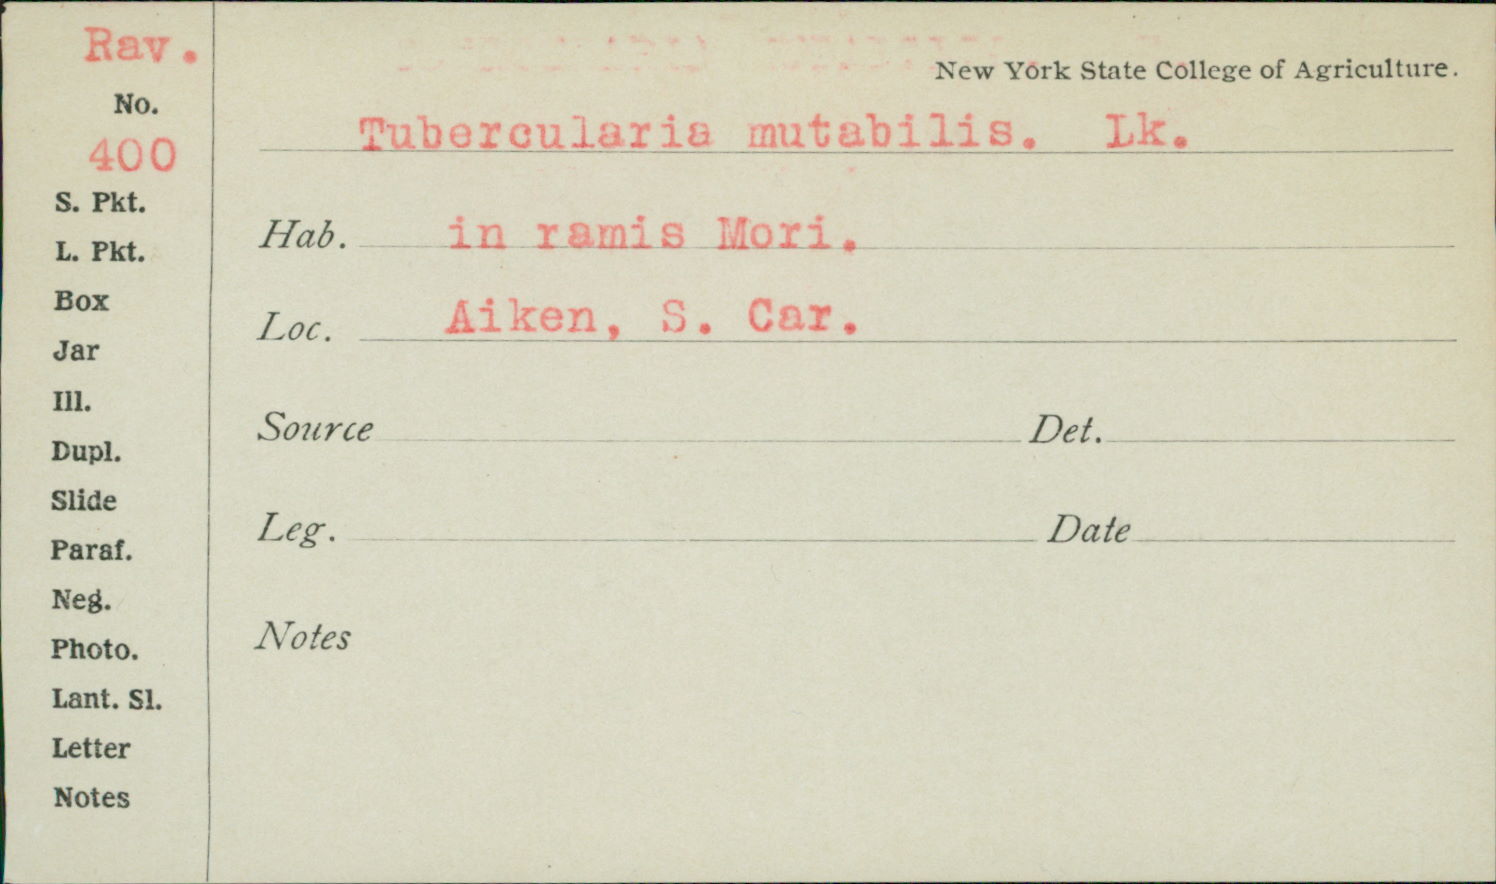 Rav.
No.
400
S. Pkt.
L. Pkt.
Box
Jar
Ill.
Dupl.
Slide
Paraf.
Neg.
Photo.
Lant. Sl.
Letter
Notes
New York State College of Agriculture.
Tubercularia mutabilis. Lk.
Hab. in ramis Mori.
Loc. Aiken, S. Car.
Source Det.
Leg. Date
Notes